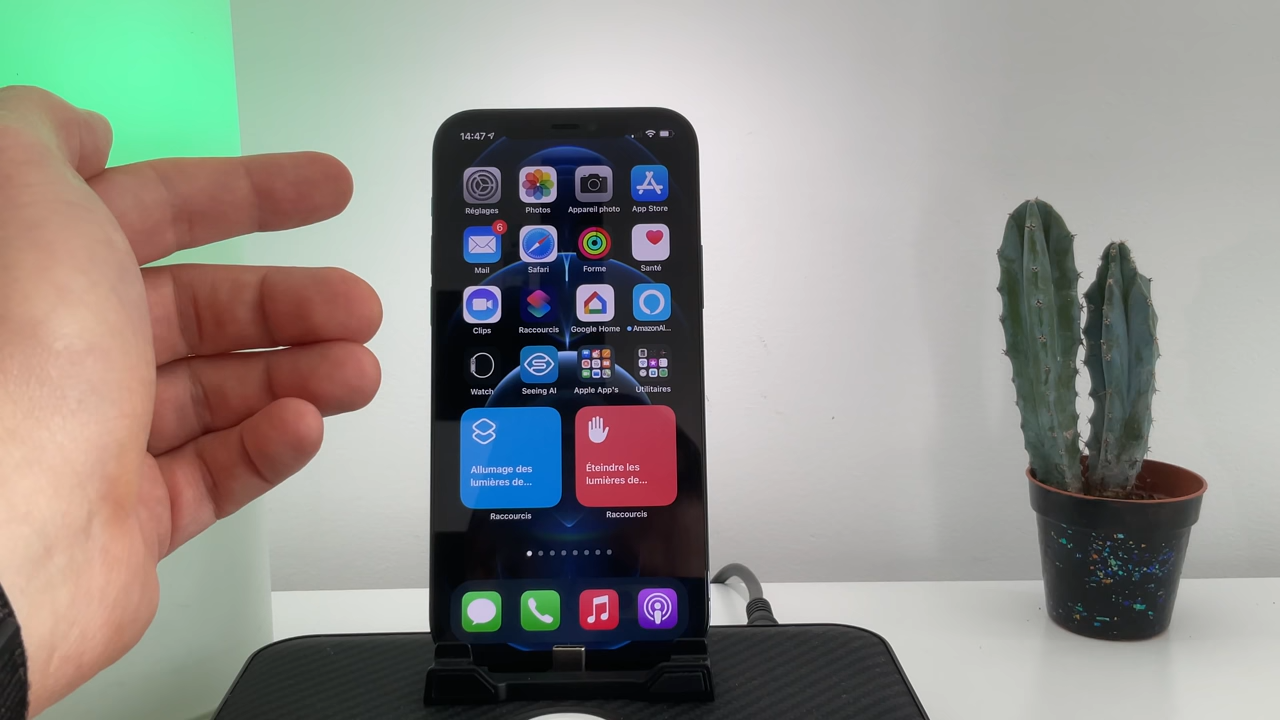 14:47
Réglages
Photos
Appareil photo
App Store
6
Mail
Safari
Forme
Santé
Clips
Raccourcis
Google Home
AmazonAl...
Watch
Seeing AI
Apple App's
Utilitaires
Allumage des
lumières de...
Éteindre les
lumières de...
Raccourcis
Raccourcis